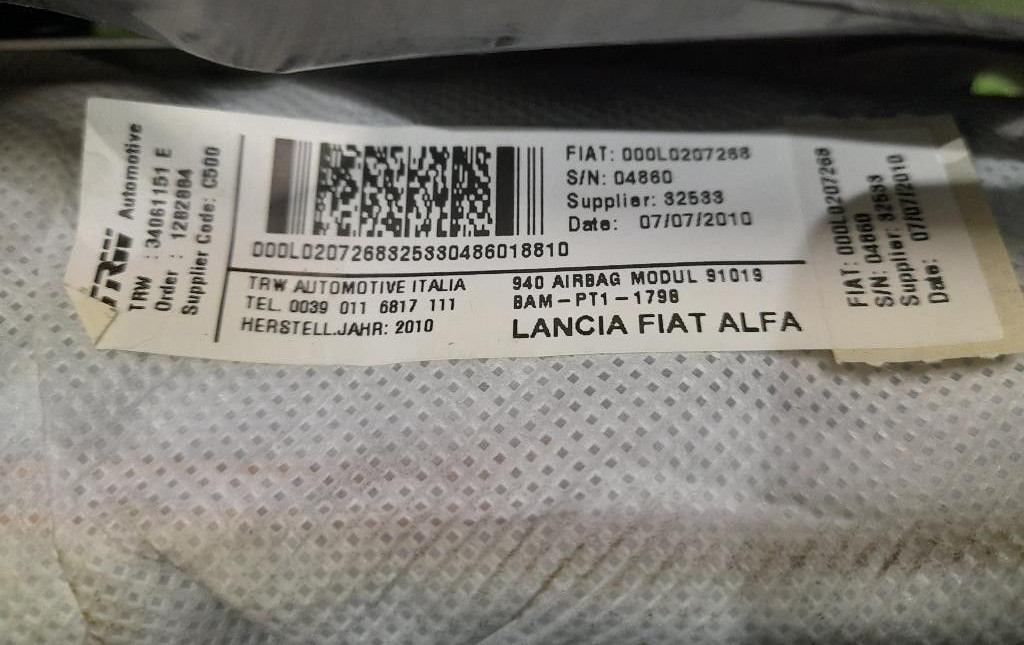 TRW Automotive
TRW : 34061151 E
Order : 1282884
Supplier Code: C500
FIAT: 000L0207268
S/N: 04860
Supplier: 32533
Date: 07/07/2010
000L0207268325330486018810
TRW AUTOMOTIVE ITALIA
TEL. 0039 011 6817 111
HERSTELL.JAHR: 2010
940 AIRBAG MODUL 91019
BAM-PT1-1798
LANCIA FIAT ALFA
FIAT: 000L0207268
S/N: 04860
Supplier: 32533
Date: 07/07/2010